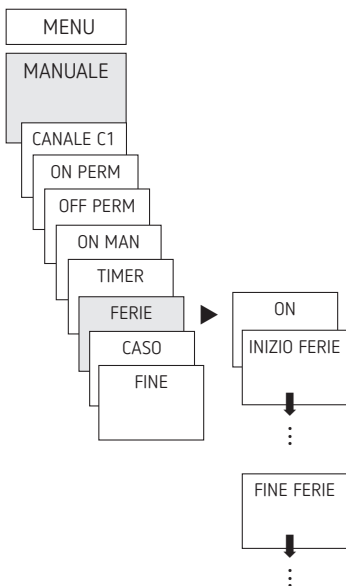 MENU
MANUALE
CANALE C1
ON PERM
OFF PERM
ON MAN
TIMER
FERIE
CASO
FINE
ON
INIZIO FERIE
FINE FERIE